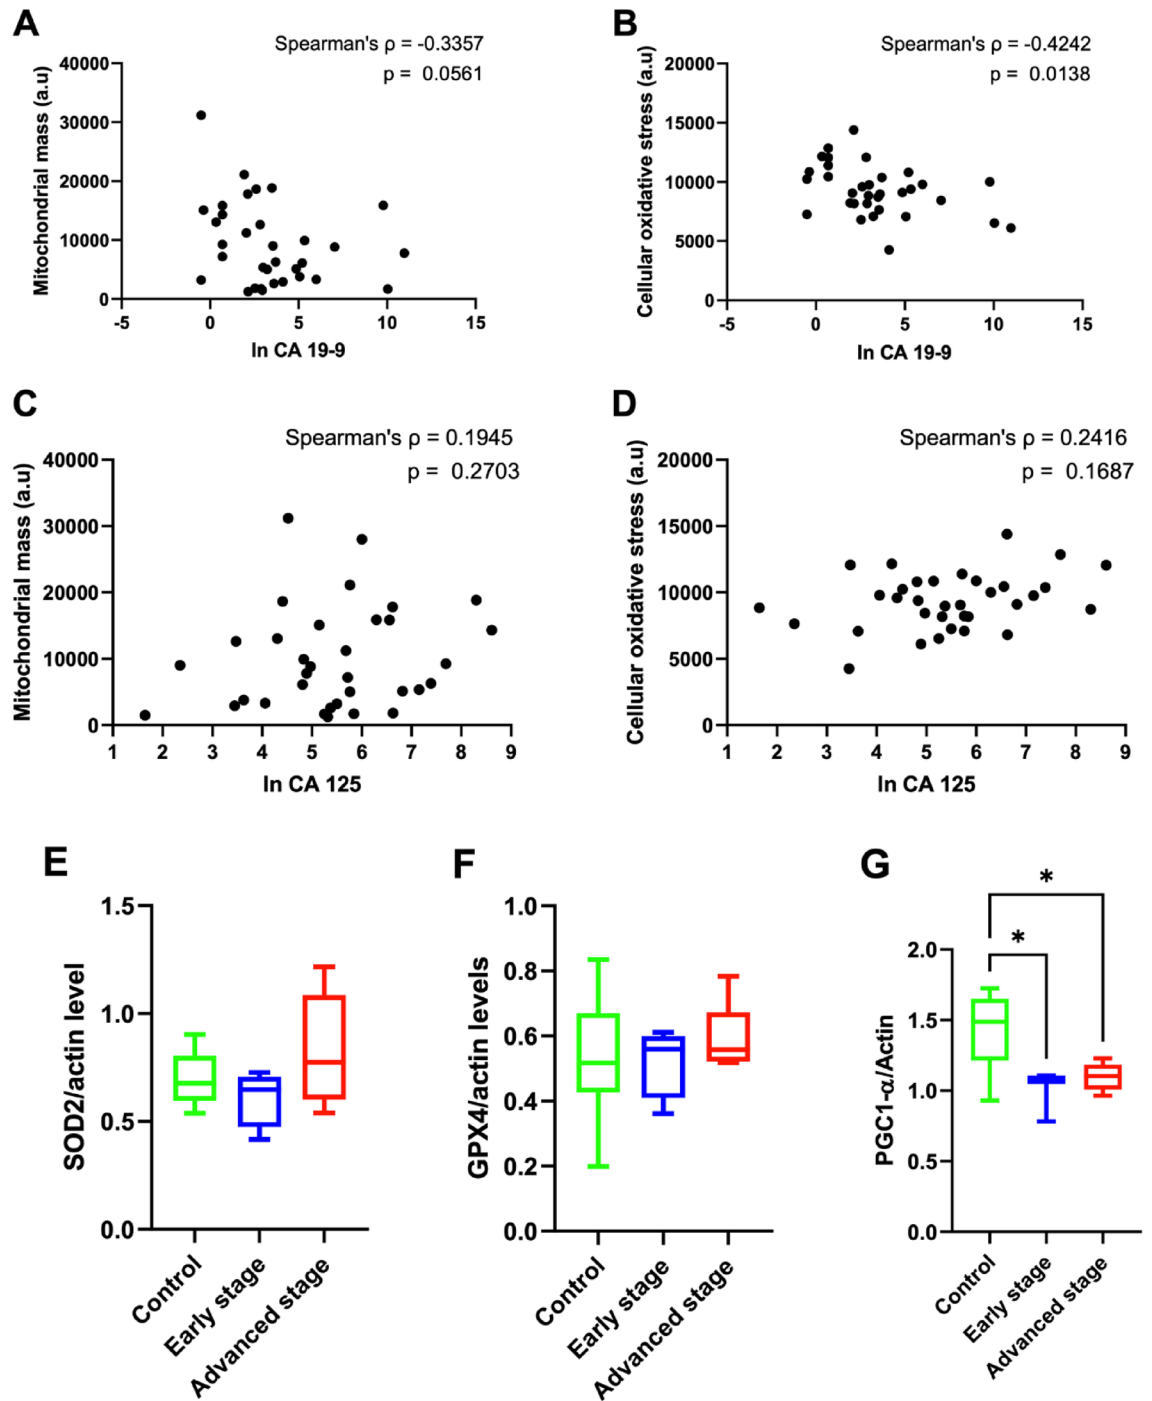 A
Spearman's ρ = -0.3357
p = 0.0561
Mitochondrial mass (a.u)
40000
30000
20000
10000
0
-5
0
5
10
15
ln CA 19-9
B
Spearman's ρ = -0.4242
p = 0.0138
Cellular oxidative stress (a.u)
20000
15000
10000
5000
0
-5
0
5
10
15
ln CA 19-9
C
Spearman's ρ = 0.1945
p = 0.2703
Mitochondrial mass (a.u)
40000
30000
20000
10000
0
1
2
3
4
5
6
7
8
9
ln CA 125
D
Spearman's ρ = 0.2416
p = 0.1687
Cellular oxidative stress (a.u)
20000
15000
10000
5000
0
1
2
3
4
5
6
7
8
9
ln CA 125
E
SOD2/actin level
1.5
1.0
0.5
0.0
Control
Early stage
Advanced stage
F
GPX4/actin levels
1.0
0.8
0.6
0.4
0.2
0.0
Control
Early stage
Advanced stage
G
*
*
PGC1-α/Actin
2.0
1.5
1.0
0.5
0.0
Control
Early stage
Advanced stage